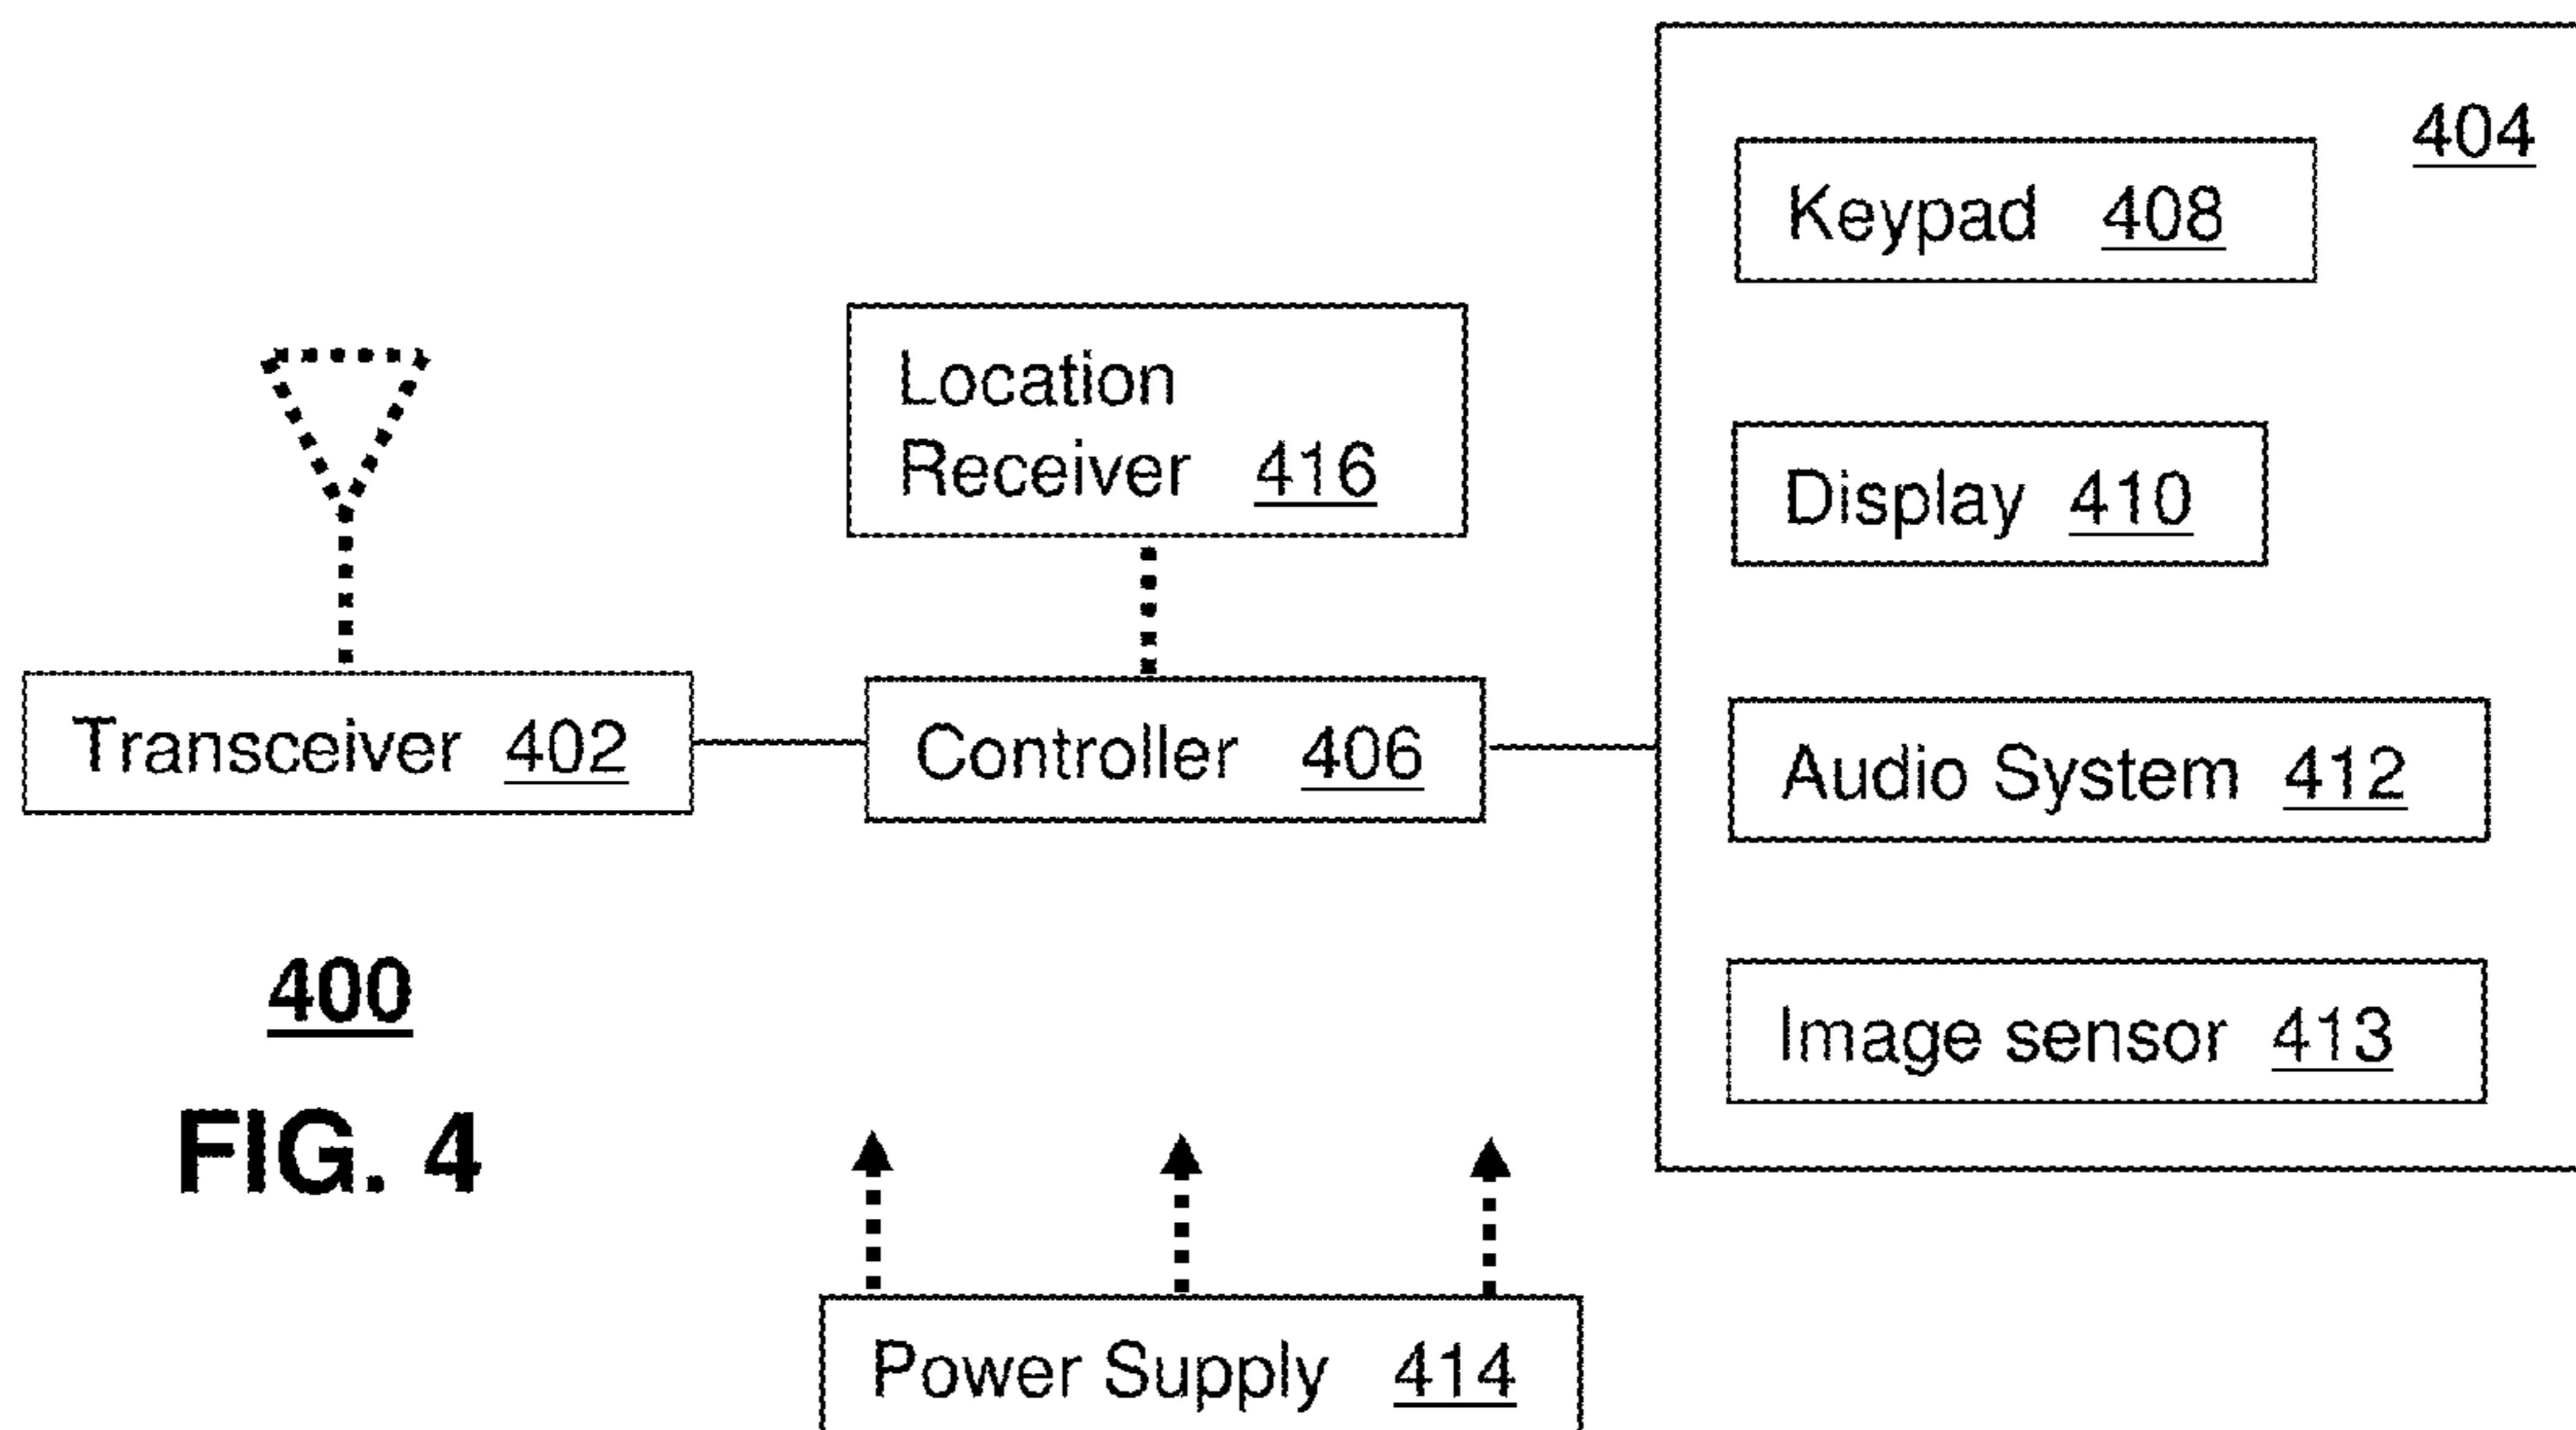 404
Keypad 408
Location
Receiver 416
Display 410
Transceiver 402
Controller 406
Audio System 412
400
Image sensor 413
FIG. 4
Power Supply 414